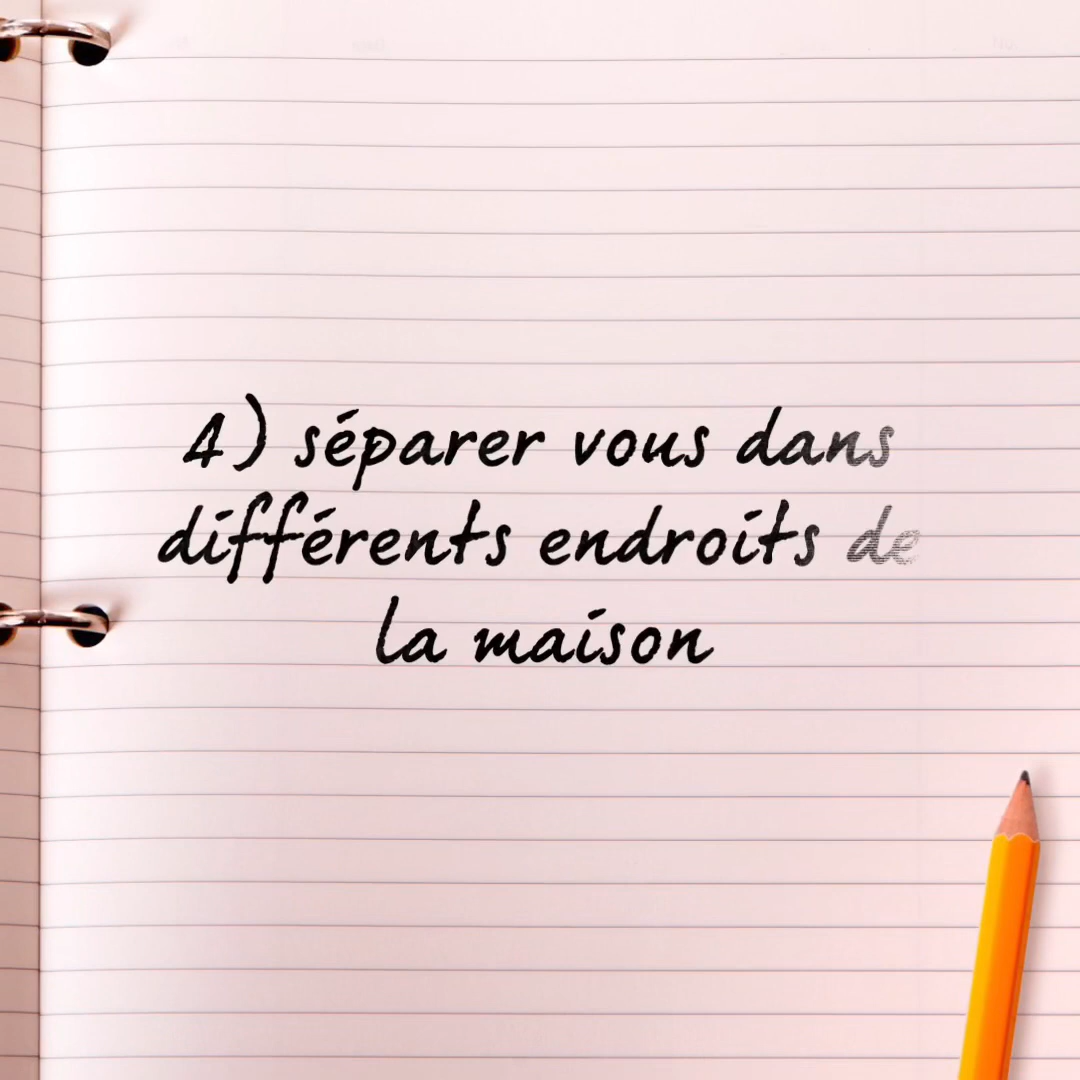 4) séparer vous dans
différents endroits de
la maison